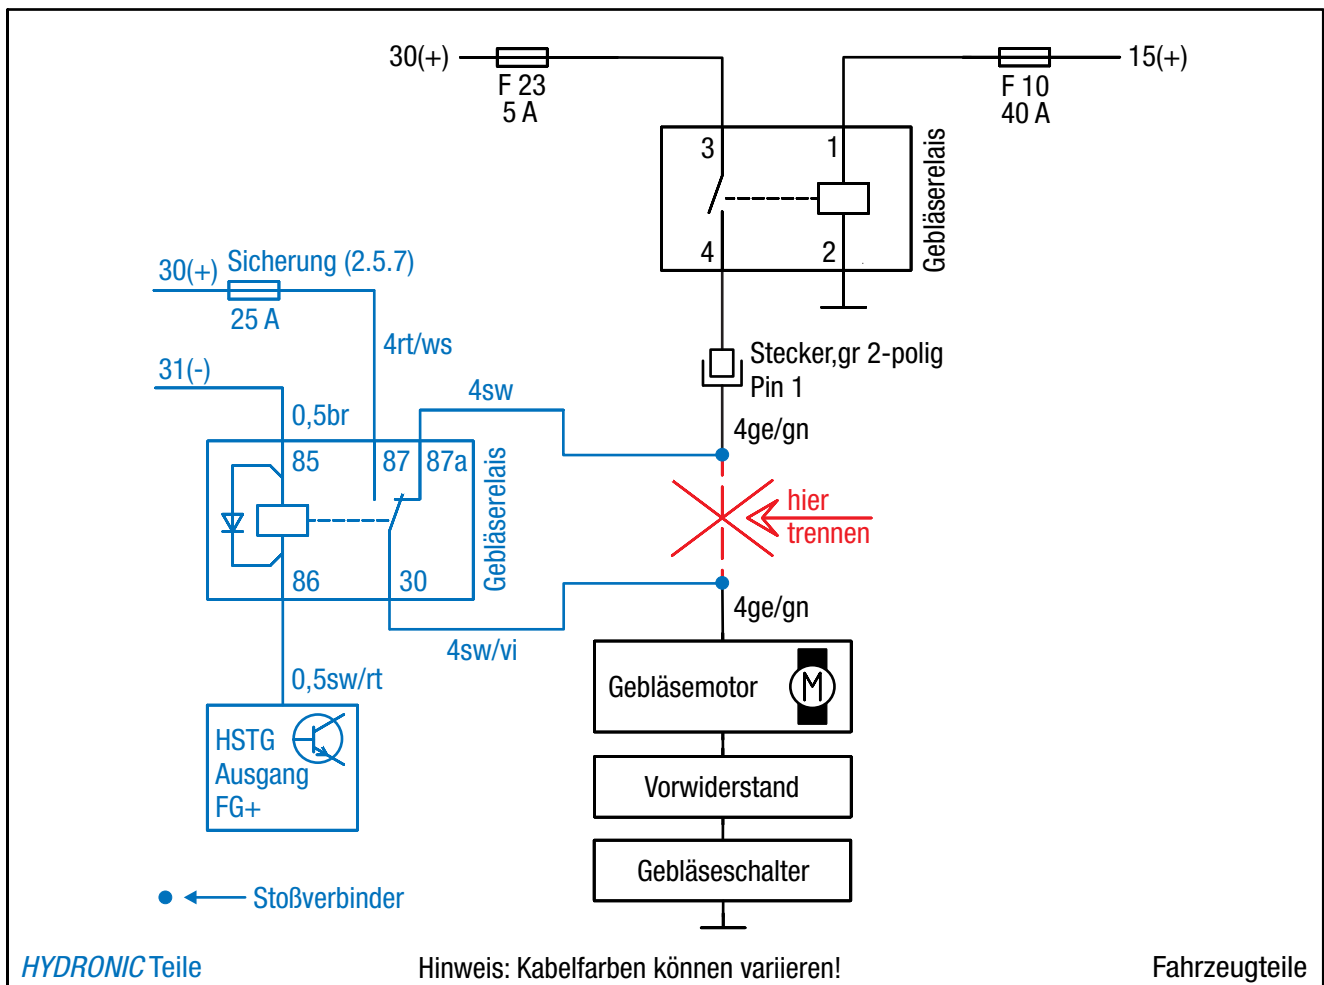 30(+)
F 23
5 A
F 10
40 A
15(+)
3
1
4
2
Gebläserelais
30(+)
Sicherung (2.5.7)
25 A
4rt/ws
31(-)
0,5br
4sw
Stecker,gr 2-polig
Pin 1
4ge/gn
85
87
87a
86
30
Gebläserelais
hier
trennen
4sw/vi
4ge/gn
0,5sw/rt
HSTG
Ausgang
FG+
Gebläsemotor
M
Vorwiderstand
Gebläseschalter
Stoßverbinder
HYDRONIC Teile
Hinweis: Kabelfarben können variieren!
Fahrzeugteile